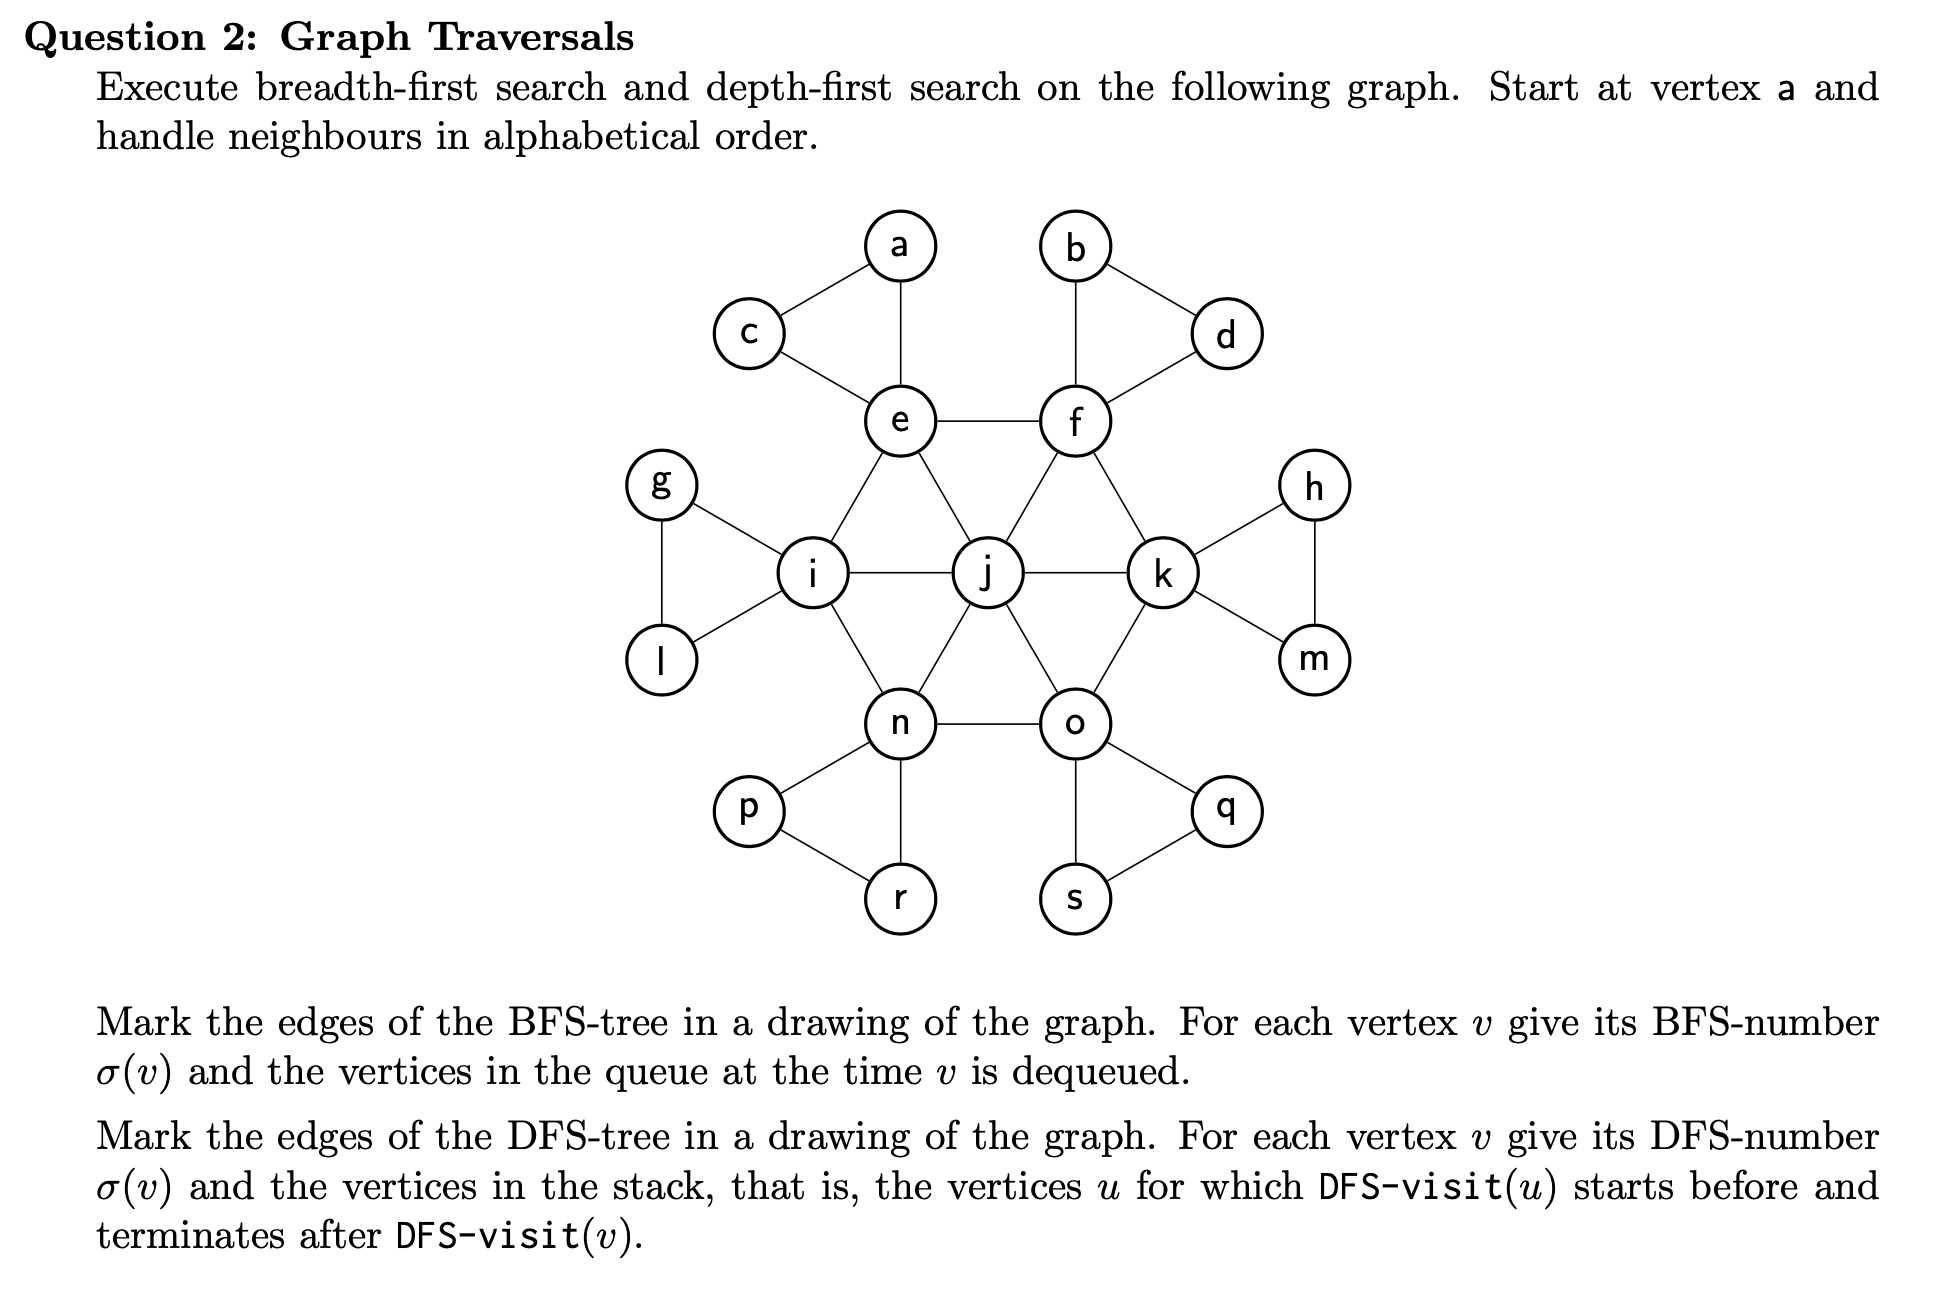 Question 2: Graph Traversals
Execute breadth-first search and depth-first search on the following graph. Start at vertex a and
handle neighbours in alphabetical order.
a b
c d
e f
g h
i j k
l m
n o
p q
r s
Mark the edges of the BFS-tree in a drawing of the graph. For each vertex v give its BFS-number
σ(v) and the vertices in the queue at the time v is dequeued.
Mark the edges of the DFS-tree in a drawing of the graph. For each vertex v give its DFS-number
σ(v) and the vertices in the stack, that is, the vertices u for which DFS-visit(u) starts before and
terminates after DFS-visit(v).